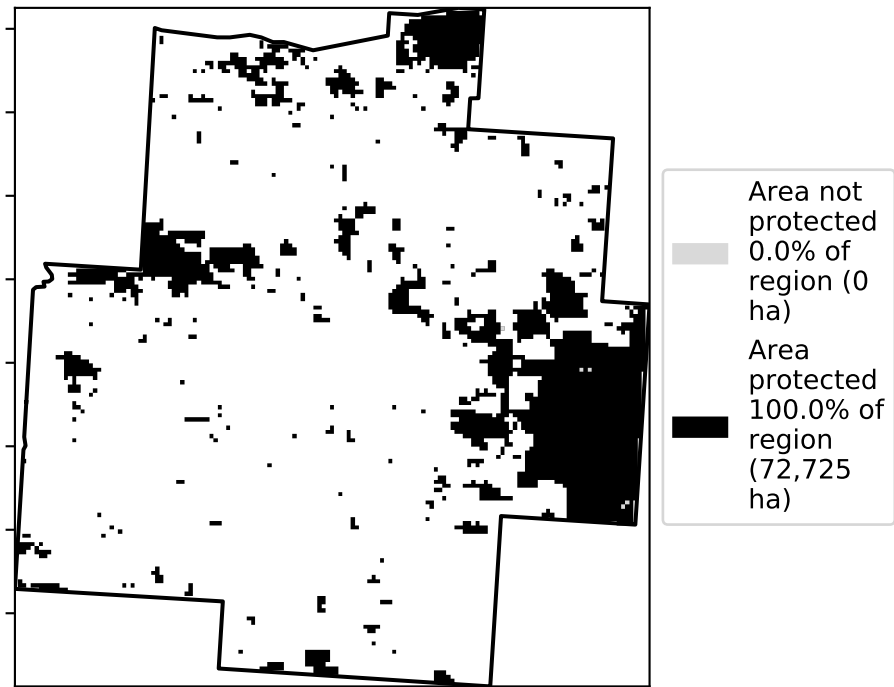 Area not
protected
0.0% of
region (0
ha)
Area
protected
100.0% of
region
(72,725
ha)